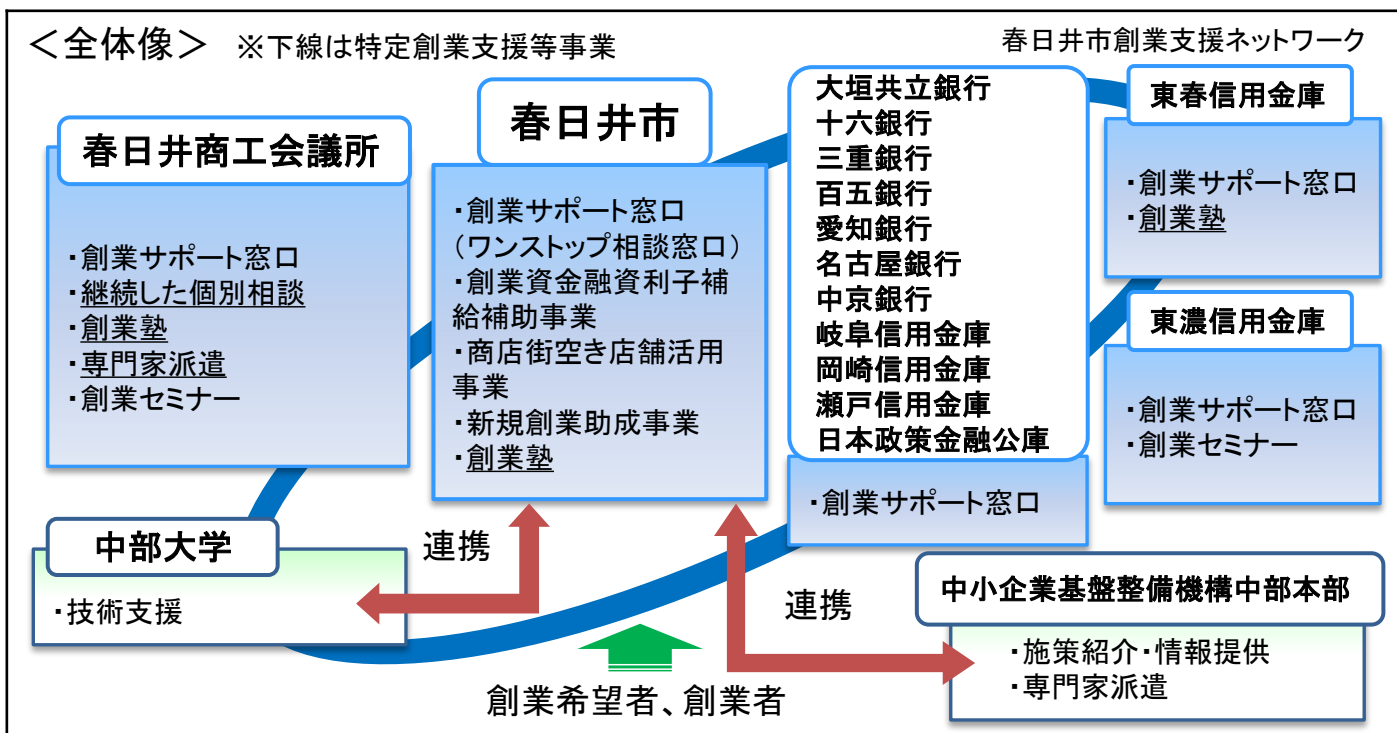 <全体像> ※下線は特定創業支援等事業
春日井市創業支援ネットワーク
春日井商工会議所
・創業サポート窓口
・継続した個別相談
・創業塾
・専門家派遣
・創業セミナー
春日井市
・創業サポート窓口
(ワンストップ相談窓口)
・創業資金融資利子補
給補助事業
・商店街空き店舗活用
事業
・新規創業助成事業
・創業塾
大垣共立銀行
十六銀行
三重銀行
百五銀行
愛知銀行
名古屋銀行
中京銀行
岐阜信用金庫
岡崎信用金庫
瀬戸信用金庫
日本政策金融公庫
・創業サポート窓口
東春信用金庫
・創業サポート窓口
・創業塾
東濃信用金庫
・創業サポート窓口
・創業セミナー
中部大学
・技術支援
連携
連携
中小企業基盤整備機構中部本部
・施策紹介・情報提供
・専門家派遣
創業希望者、創業者